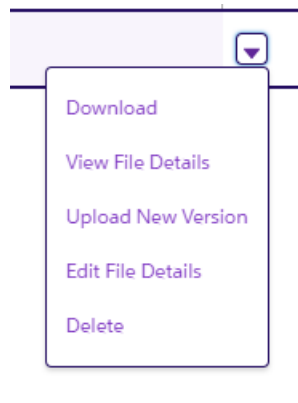 Download
View File Details
Upload New Version
Edit File Details
Delete